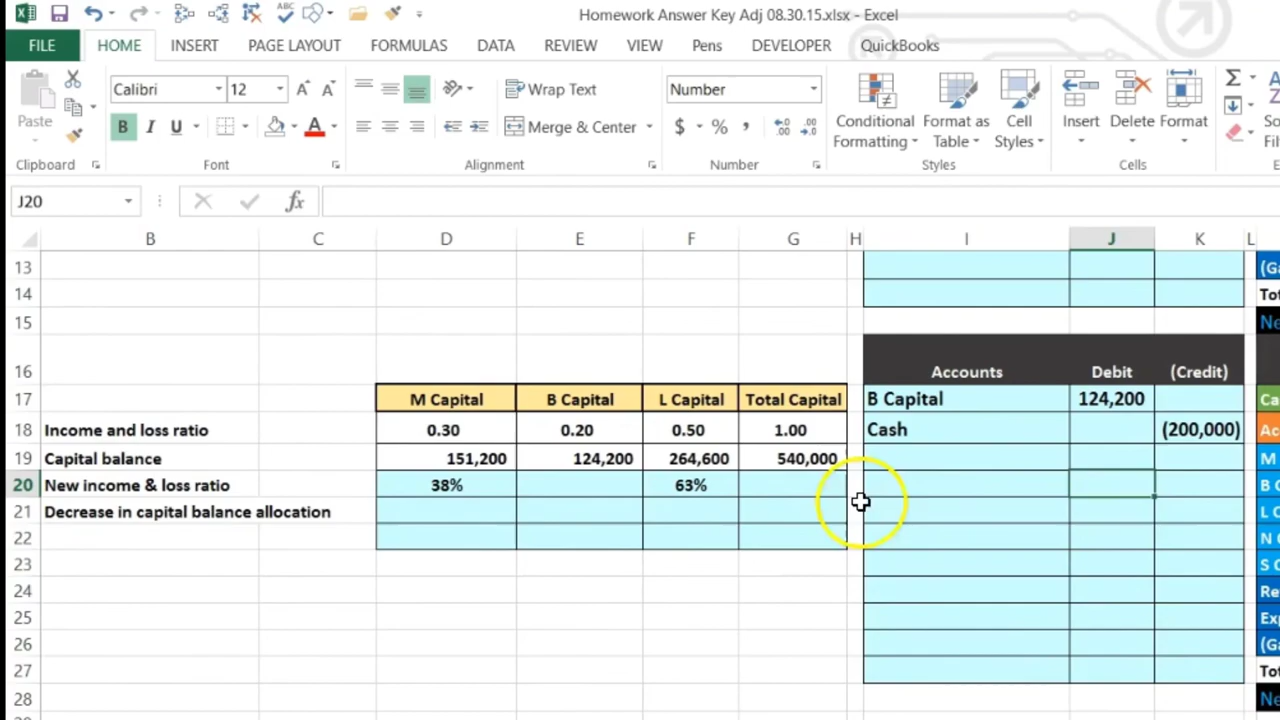 Homework Answer Key Adj 08.30.15.xlsx - Excel
FILE HOME INSERT PAGE LAYOUT FORMULAS DATA REVIEW VIEW Pens DEVELOPER QuickBooks
Calibri 12 Wrap Text Number
Paste B I U Merge & Center $ % , Conditional Formatting Format as Table Cell Styles Insert Delete Format
Clipboard Font Alignment Number Styles Cells
J20 fx
B C D E F G H I J K L
13
14
15
16 Accounts Debit (Credit)
17 M Capital B Capital L Capital Total Capital B Capital 124,200
18 Income and loss ratio 0.30 0.20 0.50 1.00 Cash (200,000)
19 Capital balance 151,200 124,200 264,600 540,000 M
20 New income & loss ratio 38% 63%
21 Decrease in capital balance allocation
22
23
24
25
26
27
28